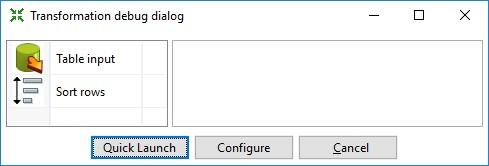 Transformation debug dialog
Table input
Sort rows
Quick Launch
Configure
Cancel